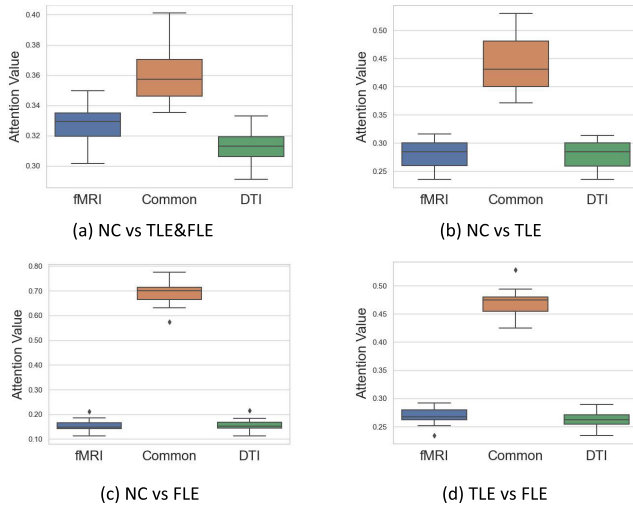 0.40
0.38
0.36
0.34
0.32
0.30
Attention Value
fMRI Common DTI
(a) NC vs TLE&FLE
0.50
0.45
0.40
0.35
0.30
0.25
Attention Value
fMRI Common DTI
(b) NC vs TLE
0.80
0.70
0.60
0.50
0.40
0.30
0.20
0.10
Attention Value
fMRI Common DTI
(c) NC vs FLE
0.50
0.45
0.40
0.35
0.30
0.25
Attention Value
fMRI Common DTI
(d) TLE vs FLE